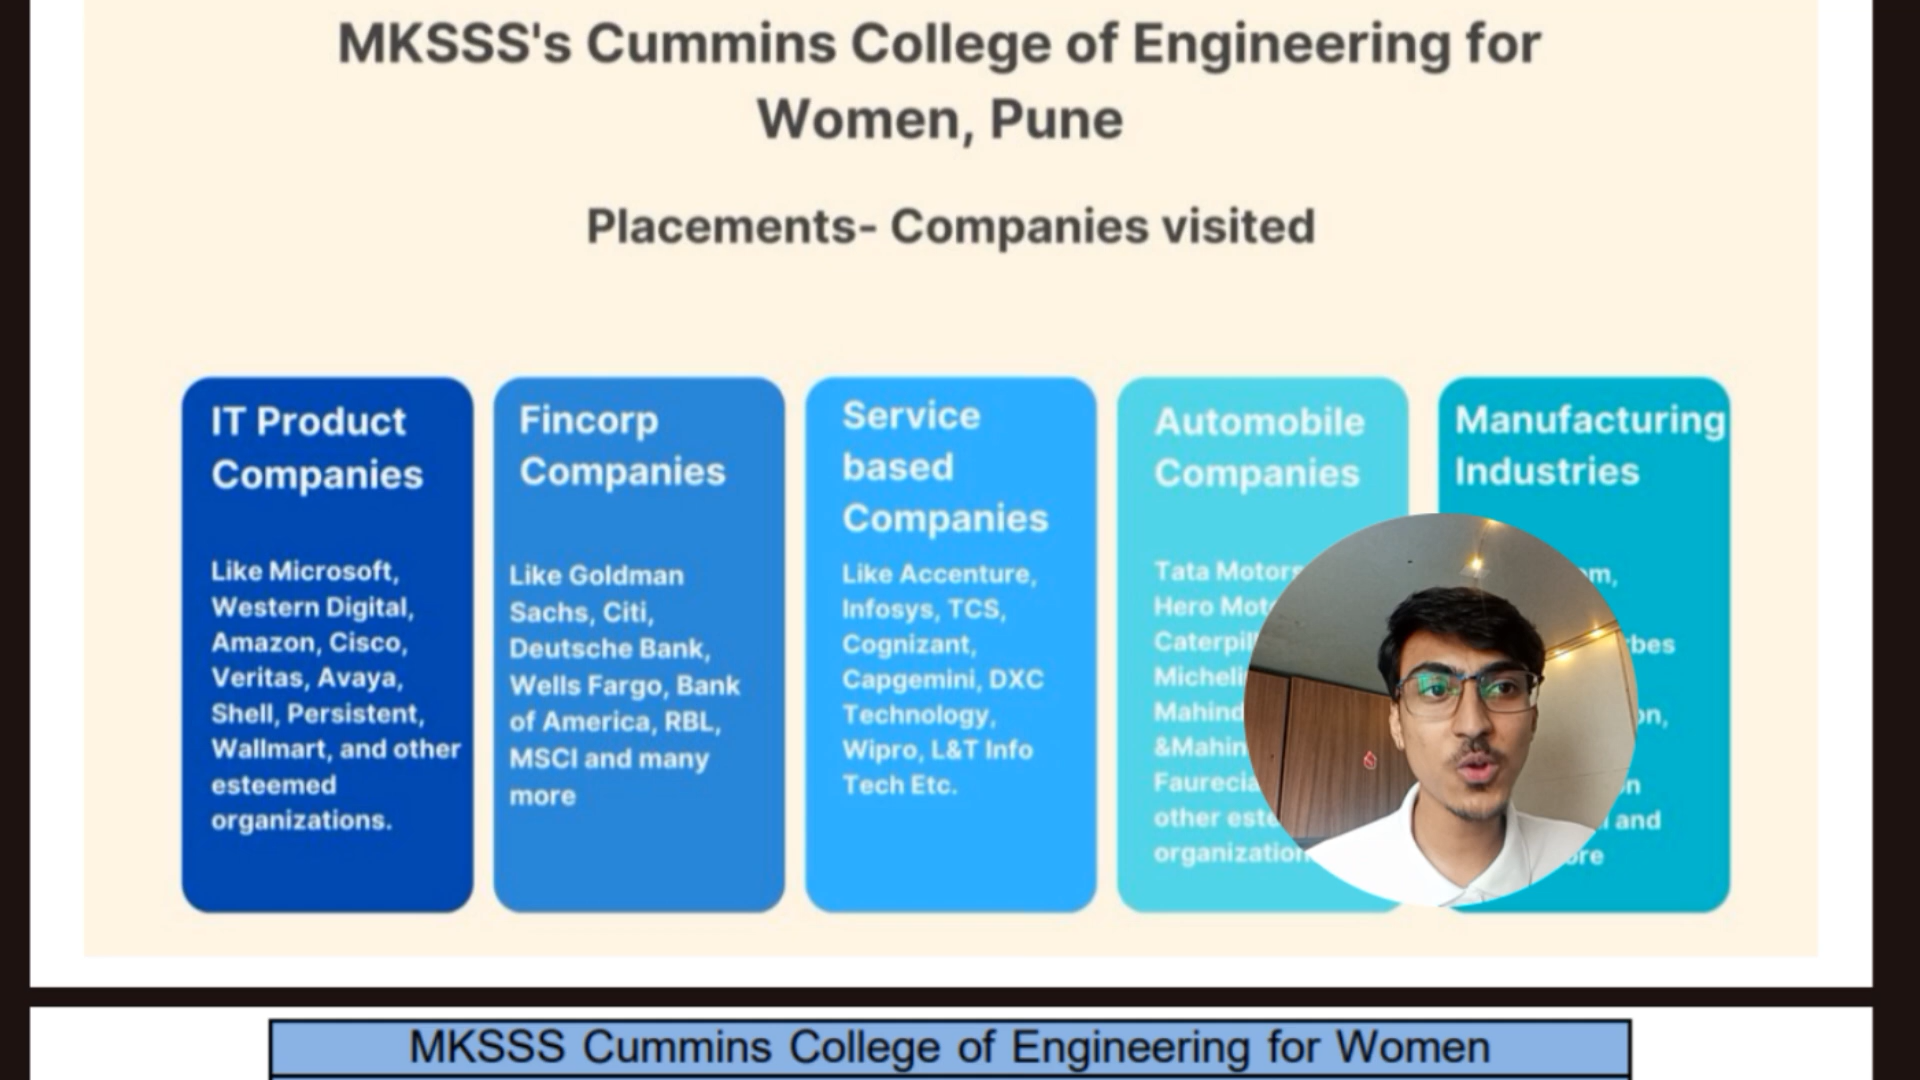 MKSSS's Cummins College of Engineering for
Women, Pune
Placements- Companies visited
IT Product
Companies
Like Microsoft,
Western Digital,
Amazon, Cisco,
Veritas, Avaya,
Shell, Persistent,
Wallmart, and other
esteemed
organizations.
Fincorp
Companies
Like Goldman
Sachs, Citi,
Deutsche Bank,
Wells Fargo, Bank
of America, RBL,
MSCI and many
more
Service
based
Companies
Like Accenture,
Infosys, TCS,
Cognizant,
Capgemini, DXC
Technology,
Wipro, L&T Info
Tech Etc.
Automobile
Companies
Tata Motors
Hero
other
Manufacturing
Industries
and
MKSSS Cummins College of Engineering for Women